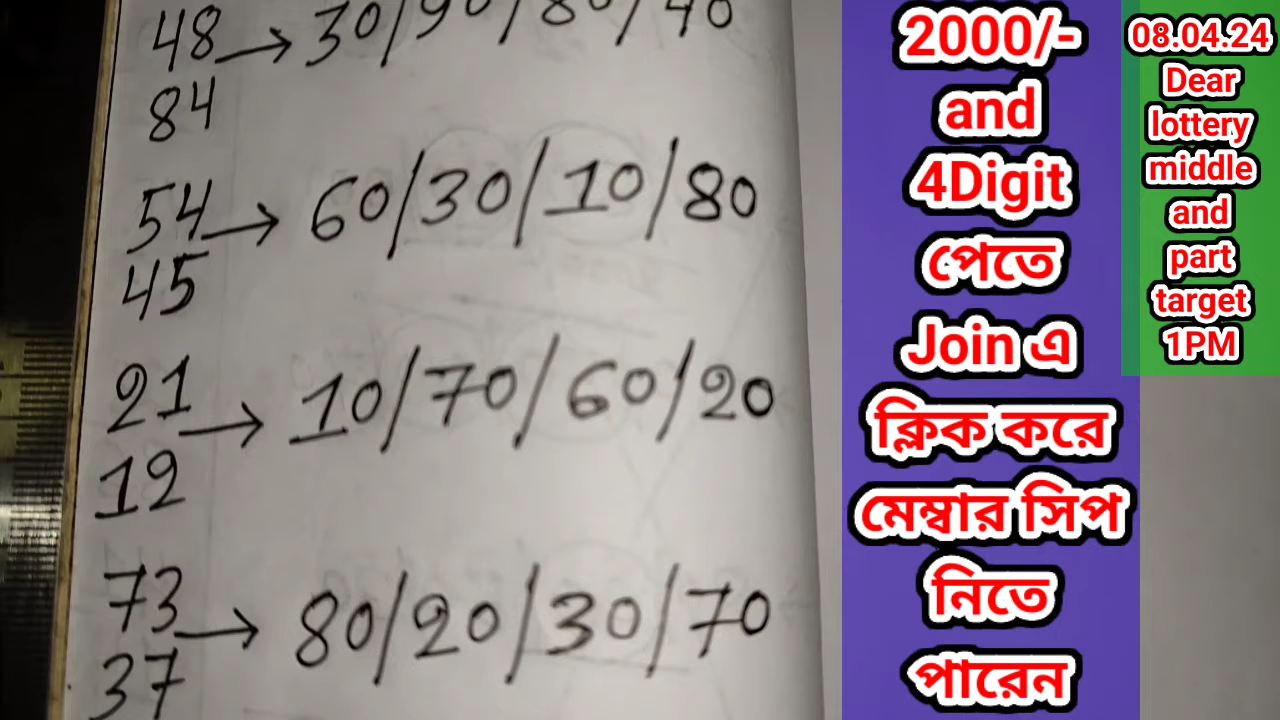 48 → 30/90/80/40
84
54 → 60/30/10/80
45
21 → 10/70/60/20
12
73 → 80/20/30/70
37
2000/-
and
4Digit
পেতে
Join এ
ক্লিক করে
মেম্বার সিপ
নিতে
পারেন
08.04.24
Dear
lottery
middle
and
part
target
1PM